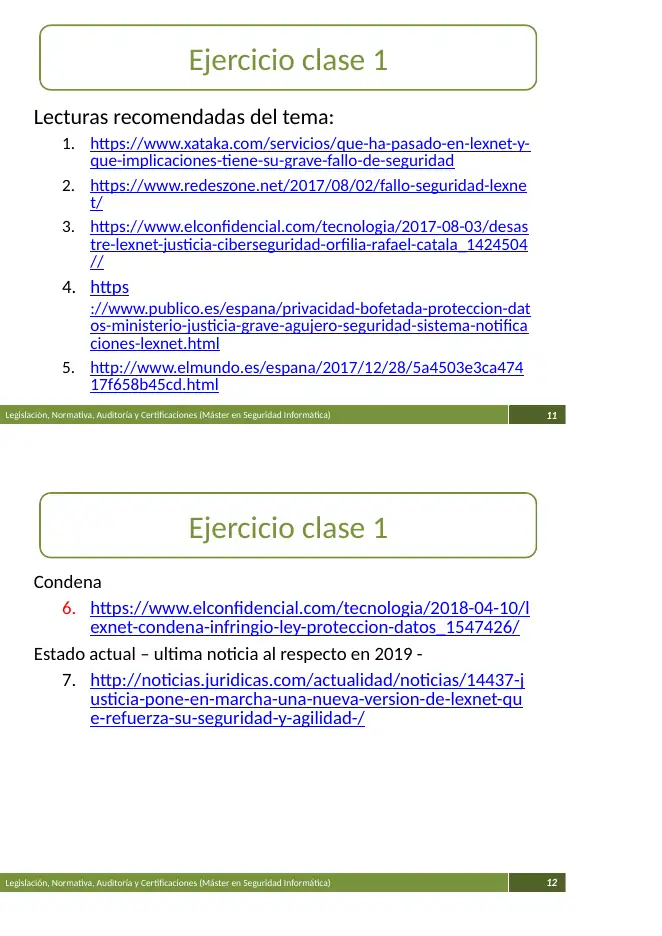 Ejercicio clase 1
Lecturas recomendadas del tema:
1. https://www.xataka.com/servicios/que-ha-pasado-en-lexnet-y-
que-implicaciones-tiene-su-grave-fallo-de-seguridad
2. https://www.redeszone.net/2017/08/02/fallo-seguridad-lexne
t/
3. https://www.elconfidencial.com/tecnologia/2017-08-03/desas
tre-lexnet-justicia-ciberseguridad-orfilia-rafael-catala_1424504
//
4. https
://www.publico.es/espana/privacidad-bofetada-proteccion-dat
os-ministerio-justicia-grave-agujero-seguridad-sistema-notifica
ciones-lexnet.html
5. http://www.elmundo.es/espana/2017/12/28/5a4503e3ca474
17f658b45cd.html
Legislación, Normativa, Auditoría y Certificaciones (Máster en Seguridad Informática) 11
Ejercicio clase 1
Condena
6. https://www.elconfidencial.com/tecnologia/2018-04-10/l
exnet-condena-infringio-ley-proteccion-datos_1547426/
Estado actual – ultima noticia al respecto en 2019 -
7. http://noticias.juridicas.com/actualidad/noticias/14437-j
usticia-pone-en-marcha-una-nueva-version-de-lexnet-qu
e-refuerza-su-seguridad-y-agilidad-/
Legislación, Normativa, Auditoría y Certificaciones (Máster en Seguridad Informática) 12